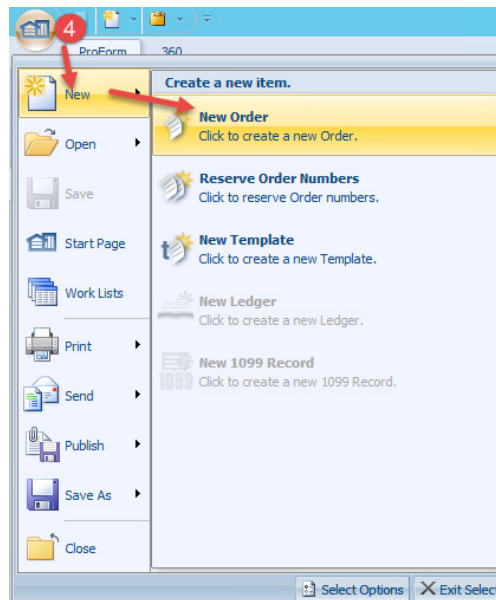 4
ProForm 360
Create a new item.
New
New Order
Click to create a new Order.
Open
Reserve Order Numbers
Click to reserve Order numbers.
Save
New Template
Click to create a new Template.
Start Page
New Ledger
Click to create a new Ledger.
Work Lists
New 1099 Record
1099 Click to create a new 1099 Record.
Print
Send
Publish
Save As
Close
Select Options
Exit Select